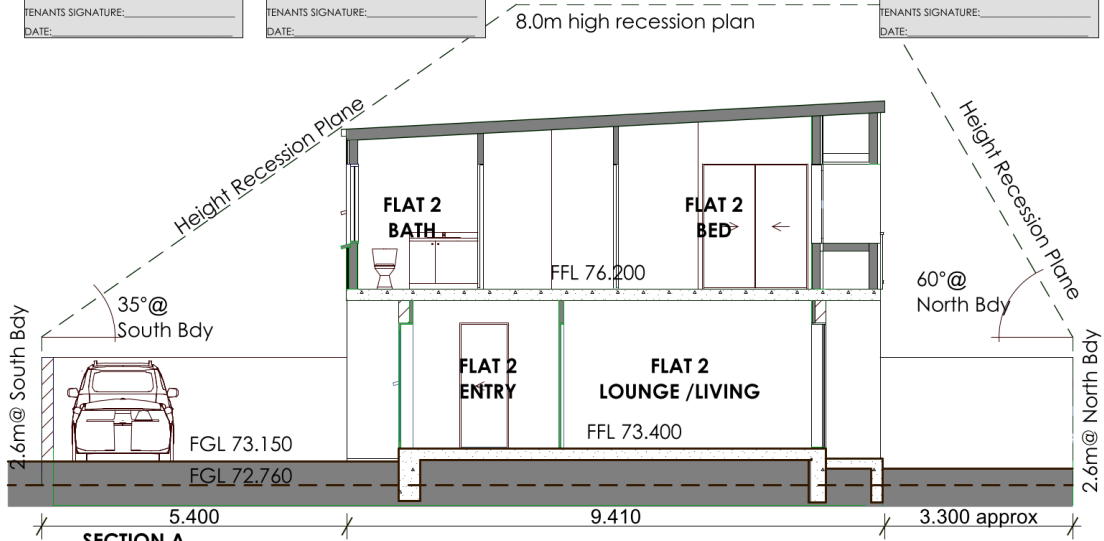 TENANTS SIGNATURE:
DATE:
TENANTS SIGNATURE:
DATE:
TENANTS SIGNATURE:
DATE:
8.0m high recession plan
Height Recession Plane
Height Recession Plane
FLAT 2
BATH
FLAT 2
BED
FFL 76.200
35°@
South Bdy
60°@
North Bdy
2.6m@ South Bdy
2.6m@ North Bdy
FLAT 2
ENTRY
FLAT 2
LOUNGE /LIVING
FFL 73.400
FGL 73.150
FGL 72.760
5.400
9.410
3.300 approx
SECTION A